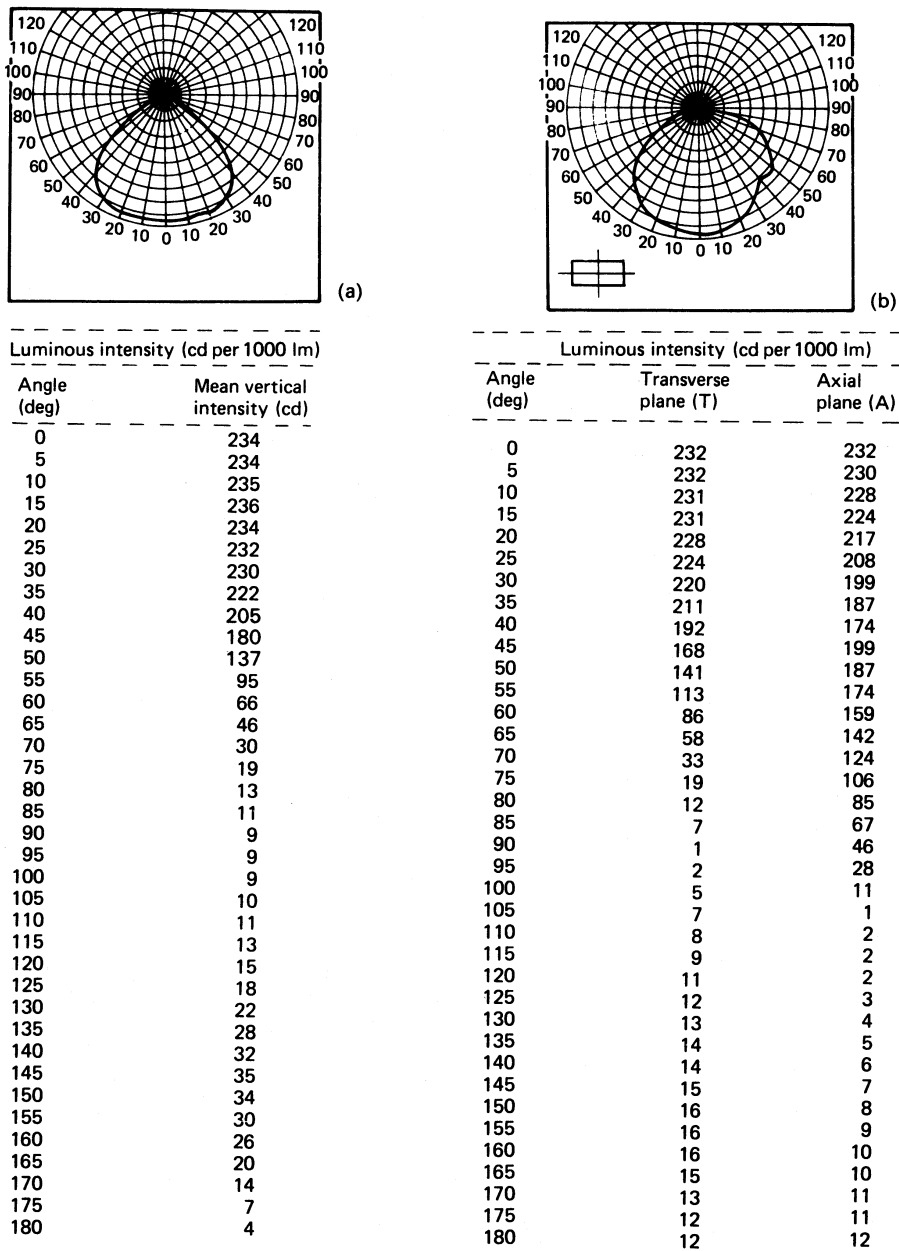 120 120
110 110
100 100
90 90
80 80
70 70
60 60
50 50
40 40
30 20 10 0 10 20 30
(a)
Luminous intensity (cd per 1000 lm)
Angle Mean vertical
(deg) intensity (cd)
0 234
5 234
10 235
15 236
20 234
25 232
30 230
35 222
40 205
45 180
50 137
55 95
60 66
65 46
70 30
75 19
80 13
85 11
90 9
95 9
100 9
105 10
110 11
115 13
120 15
125 18
130 22
135 28
140 32
145 35
150 34
155 30
160 26
165 20
170 14
175 7
180 4
120 120
110 110
100 100
90 90
80 80
70 70
60 60
50 50
40 40
30 20 10 0 10 20 30
(b)
Luminous intensity (cd per 1000 lm)
Angle Transverse Axial
(deg) plane (T) plane (A)
0 232 232
5 232 230
10 231 228
15 231 224
20 228 217
25 224 208
30 220 199
35 211 187
40 192 174
45 168 199
50 141 187
55 113 174
60 86 159
65 58 142
70 33 124
75 19 106
80 12 85
85 7 67
90 1 46
95 2 28
100 5 11
105 7 1
110 8 2
115 9 2
120 11 2
125 12 3
130 13 4
135 14 5
140 14 6
145 15 7
150 16 8
155 16 9
160 16 10
165 15 10
170 13 11
175 12 11
180 12 12